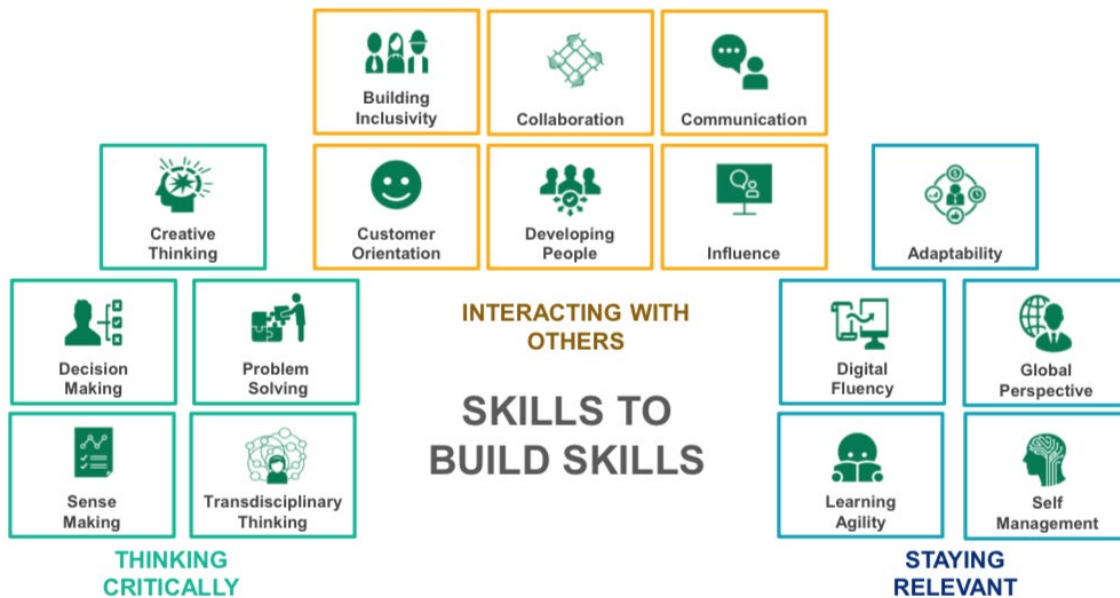 Building
Inclusivity
Collaboration
Communication
Customer
Orientation
Developing
People
Influence
INTERACTING WITH
OTHERS
Creative
Thinking
Decision
Making
Problem
Solving
Sense
Making
Transdisciplinary
Thinking
THINKING
CRITICALLY
SKILLS TO
BUILD SKILLS
Adaptability
Digital
Fluency
Global
Perspective
Learning
Agility
Self
Management
STAYING
RELEVANT